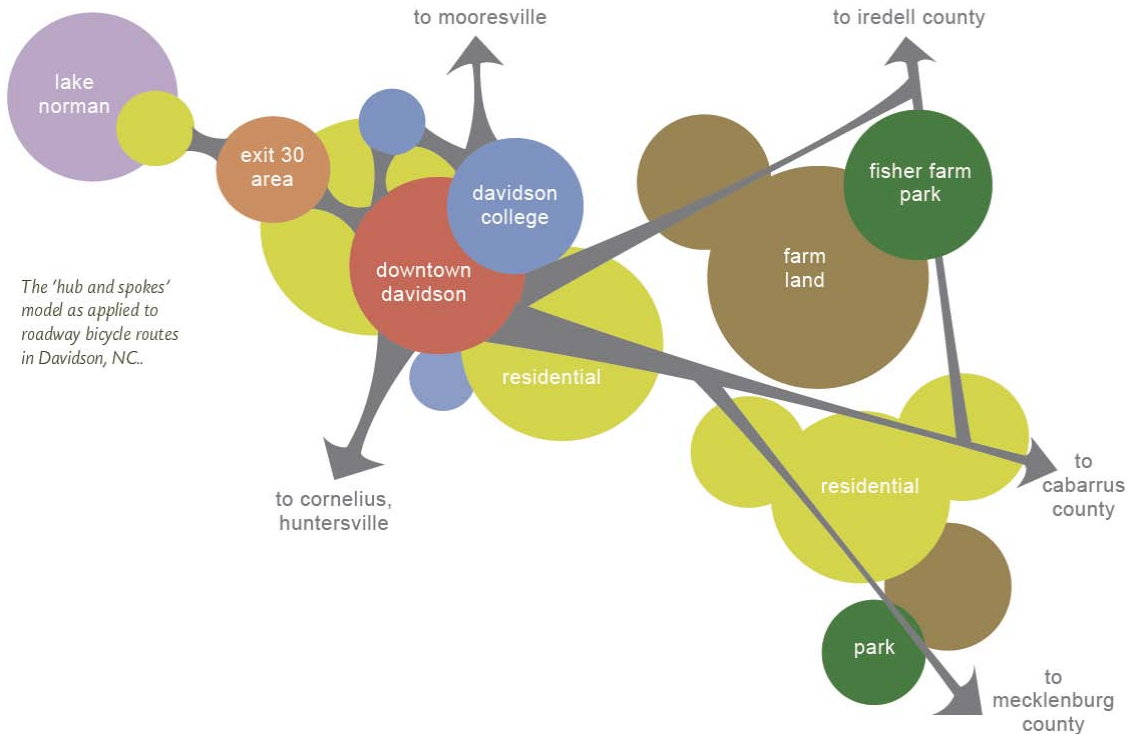 to mooresville
to iredell county
lake
norman
exit 30
area
davidson
college
fisher farm
park
farm
land
downtown
davidson
The 'hub and spokes'
model as applied to
roadway bicycle routes
in Davidson, NC..
residential
to cornelius,
huntersville
residential
to
cabarrus
county
park
to
mecklenburg
county